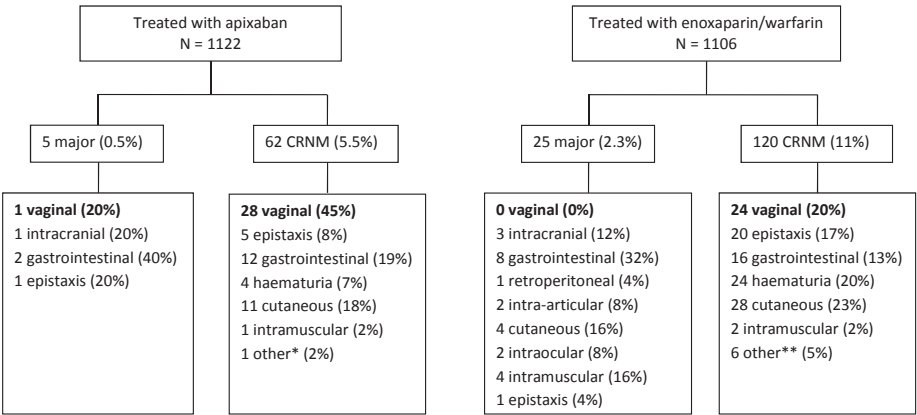 Treated with apixaban
N = 1122
Treated with enoxaparin/warfarin
N = 1106
5 major (0.5%)
62 CRNM (5.5%)
25 major (2.3%)
120 CRNM (11%)
1 vaginal (20%)
1 intracranial (20%)
2 gastrointestinal (40%)
1 epistaxis (20%)
28 vaginal (45%)
5 epistaxis (8%)
12 gastrointestinal (19%)
4 haematuria (7%)
11 cutaneous (18%)
1 intramuscular (2%)
1 other* (2%)
0 vaginal (0%)
3 intracranial (12%)
8 gastrointestinal (32%)
1 retroperitoneal (4%)
2 intra-articular (8%)
4 cutaneous (16%)
2 intraocular (8%)
4 intramuscular (16%)
1 epistaxis (4%)
24 vaginal (20%)
20 epistaxis (17%)
16 gastrointestinal (13%)
24 haematuria (20%)
28 cutaneous (23%)
2 intramuscular (2%)
6 other** (5%)